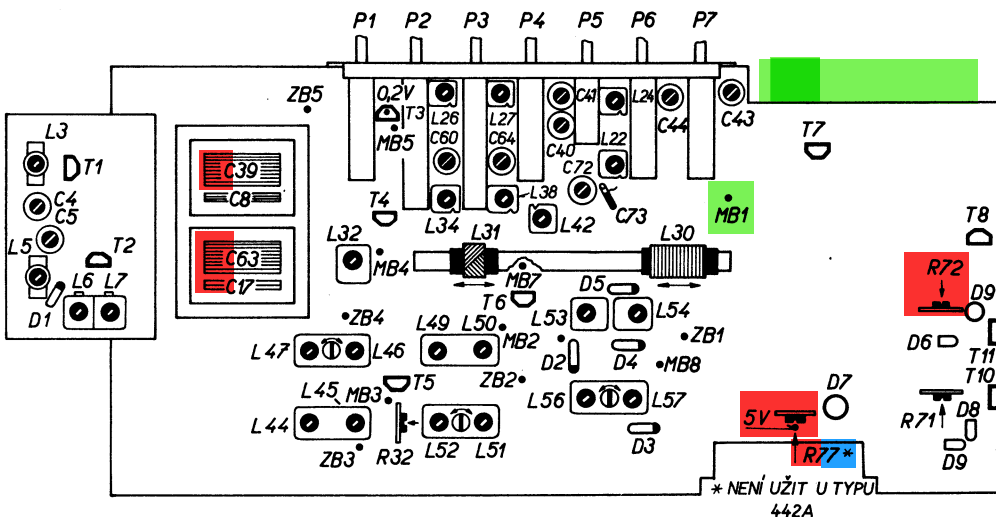 P1 P2 P3 P4 P5 P6 P7
ZB5 0,2V T3 L26 L27 C41 L24 C44 C43
MB5 C60 C64 C40 L22 T7
L3 T1 C39 C8 C72
C4 C5 T4 L34 L38 L42 C73 MB1
L5 T2 C63 C17 L32 MB4 L31 L30 T8
L6 L7 MB7 D5 R72 D9
D1 T6
ZB4 L49 L50 MB2 L53 L54 ZB1 D6 T11
L47 L46 D2 D4 MB8 T10
L45 MB3 T5 ZB2 L56 L57 D7
L44 5V R71 D8
ZB3 R32 L52 L51 D3 R77* D9
* NENÍ UŽIT U TYPU
442A